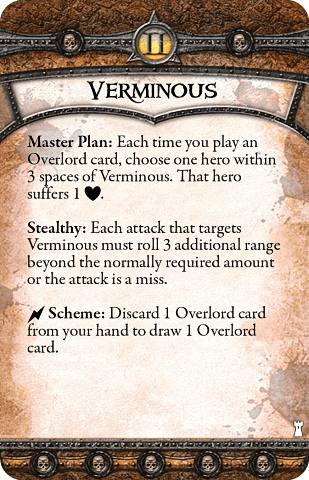 II
VERMINOUS
Master Plan: Each time you play an
Overlord card, choose one hero within
3 spaces of Verminous. That hero
suffers 1 ♥.
Stealthy: Each attack that targets
Verminous must roll 3 additional range
beyond the normally required amount
or the attack is a miss.
Scheme: Discard 1 Overlord card
from your hand to draw 1 Overlord
card.